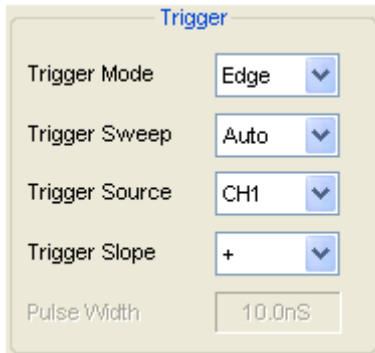 Trigger
Trigger Mode Edge
Trigger Sweep Auto
Trigger Source CH1
Trigger Slope +
Pulse Width 10.0nS